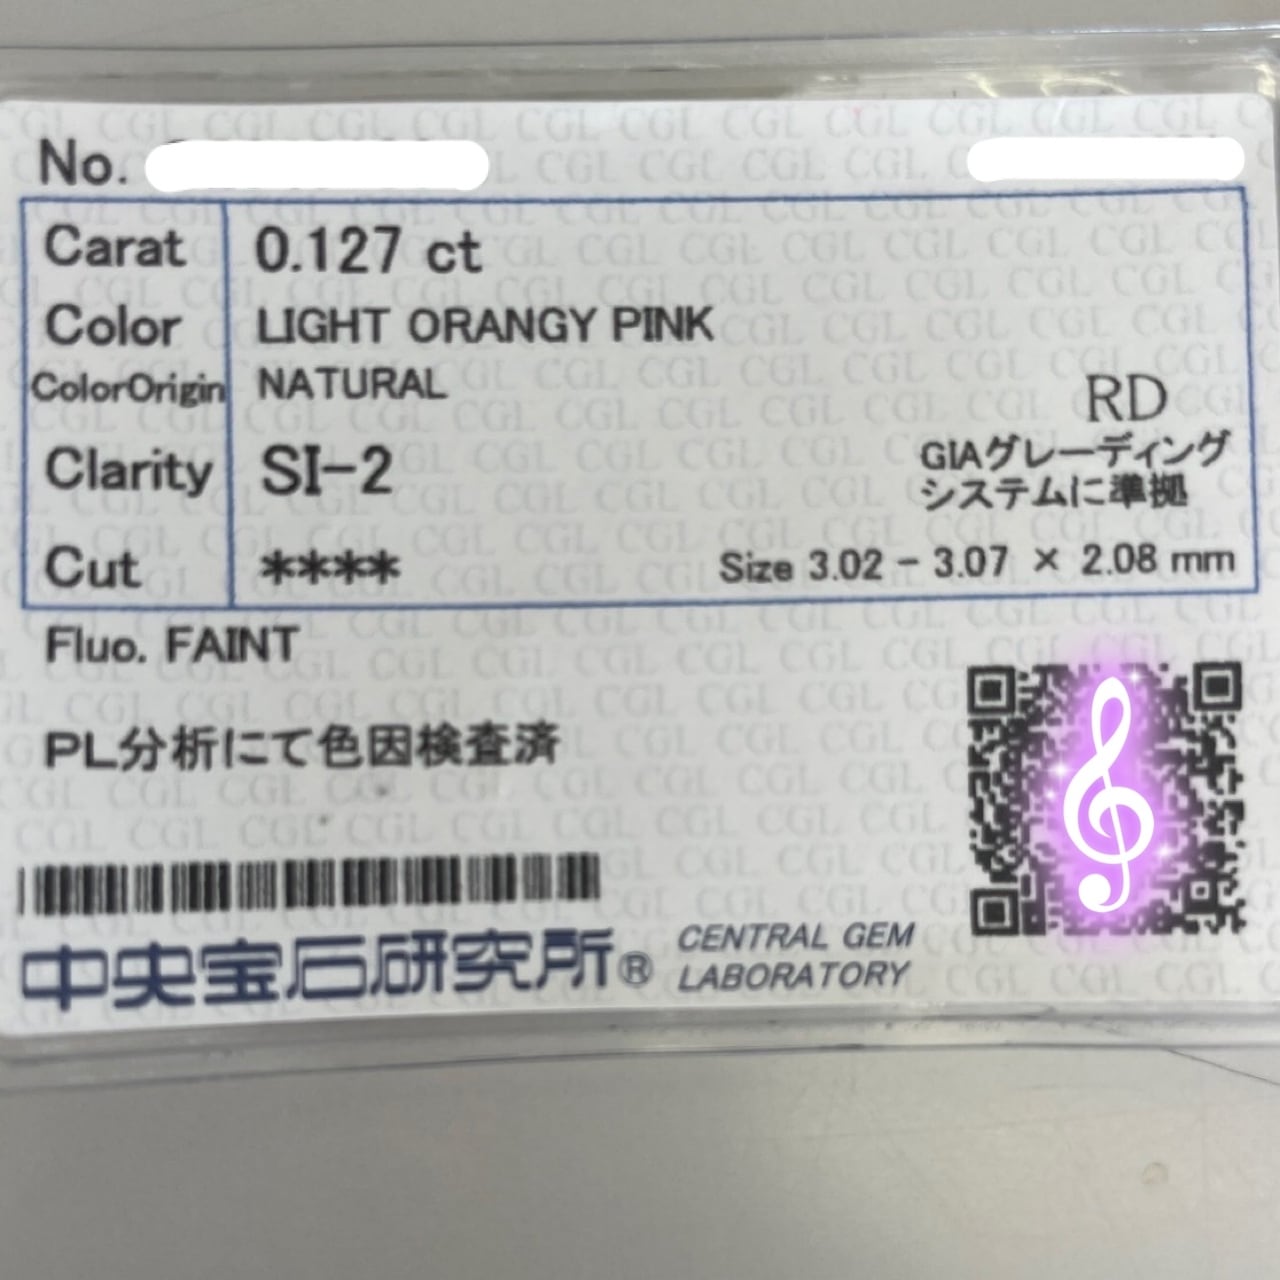 No.
Carat 0.127 ct
Color LIGHT ORANGY PINK
ColorOrigin NATURAL
RD
Clarity SI-2
GIAグレーディング
システムに準拠
Cut ****
Size 3.02 - 3.07 × 2.08 mm
Fluo. FAINT
PL分析にて色因検査済
中央宝石研究所®
CENTRAL GEM
LABORATORY